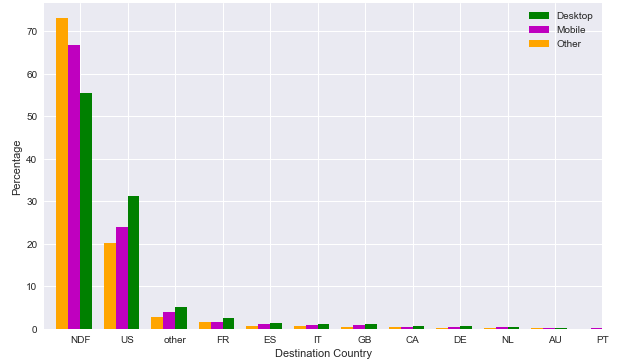 Desktop
Mobile
Other
Percentage
70
60
50
40
30
20
10
0
NDF US other FR ES IT GB CA DE NL AU PT
Destination Country